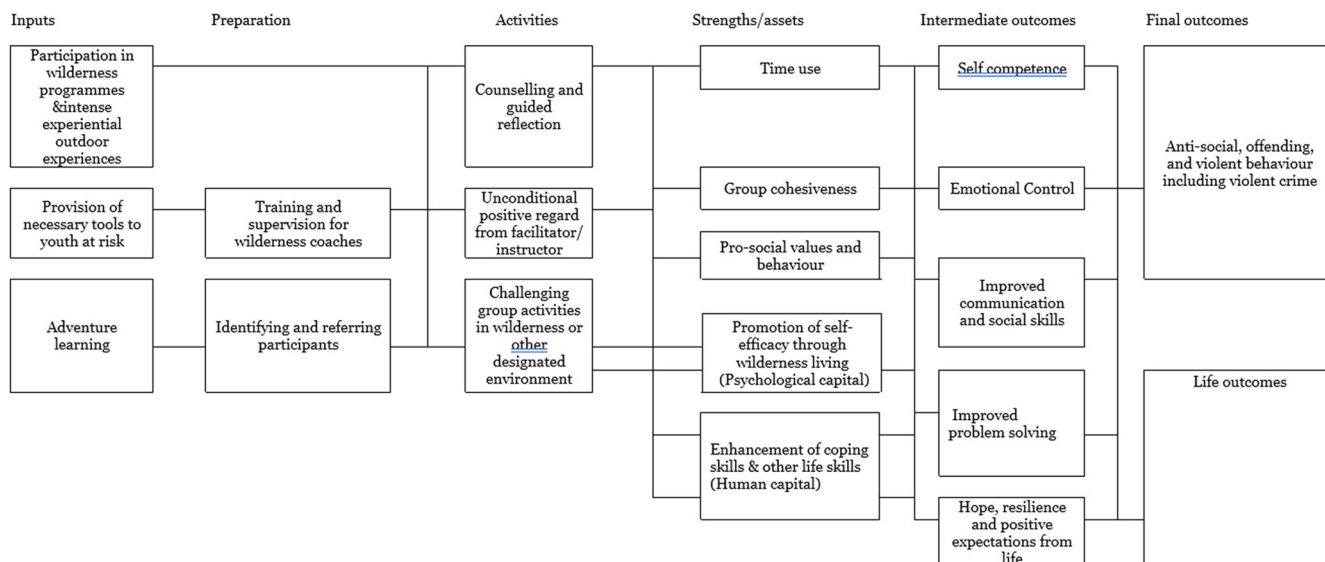 Inputs
Preparation
Activities
Strengths/assets
Intermediate outcomes
Final outcomes
Participation in
wilderness
programmes
&intense
experiential
outdoor
experiences
Provision of
necessary tools to
youth at risk
Adventure
learning
Training and
supervision for
wilderness coaches
Identifying and referring
participants
Counselling and
guided
reflection
Unconditional
positive regard
from facilitator/
instructor
Challenging
group activities
in wilderness or
other
designated
environment
Time use
Group cohesiveness
Pro-social values and
behaviour
Promotion of self-
efficacy through
wilderness living
(Psychological capital)
Enhancement of coping
skills & other life skills
(Human capital)
Self competence
Emotional Control
Improved
communication
and social skills
Improved
problem solving
Hope, resilience
and positive
expectations from
life
Anti-social, offending,
and violent behaviour
including violent crime
Life outcomes